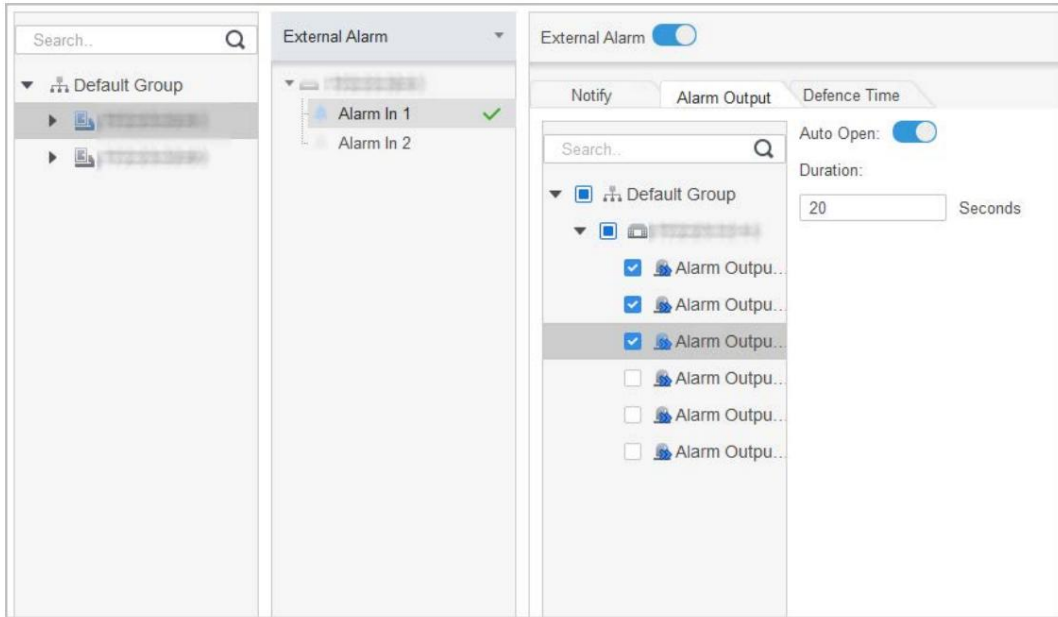 Search..
Default Group
External Alarm
Alarm In 1
Alarm In 2
External Alarm
Notify
Alarm Output
Defence Time
Search..
Default Group
Alarm Outpu...
Alarm Outpu...
Alarm Outpu...
Alarm Outpu...
Alarm Outpu...
Alarm Outpu...
Auto Open:
Duration:
20 Seconds